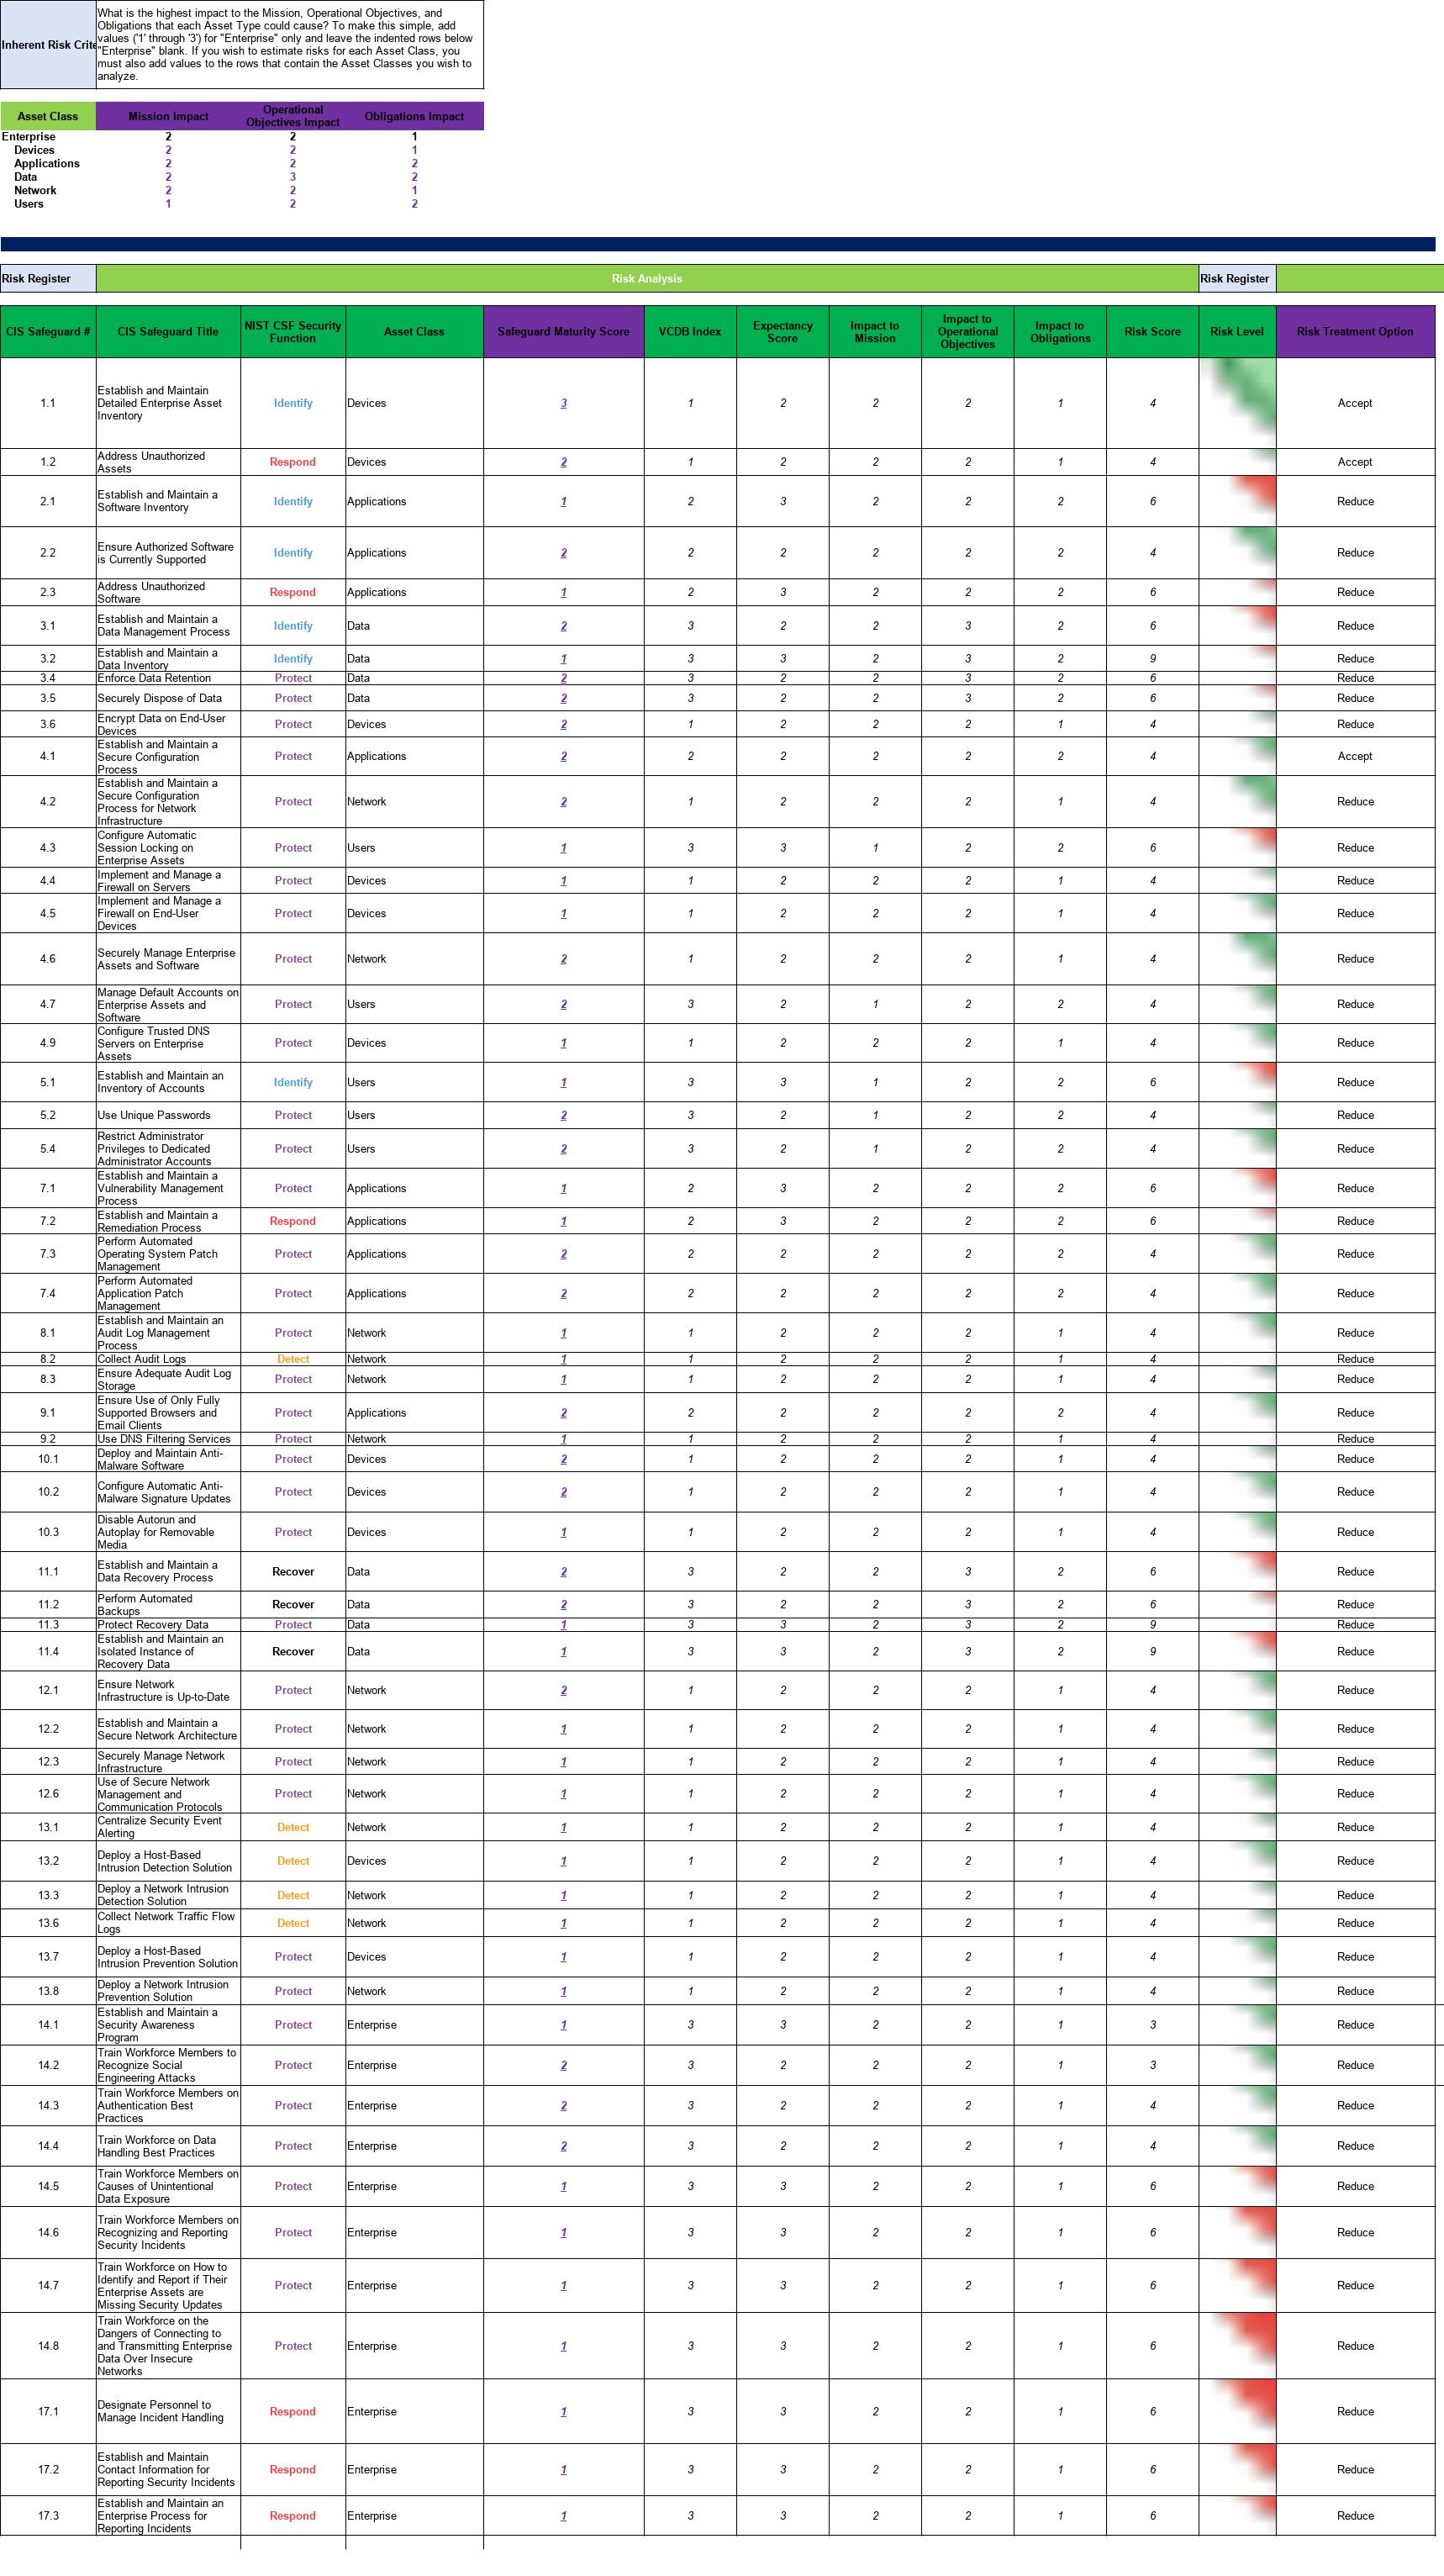 Inherent Risk Crite
What is the highest impact to the Mission, Operational Objectives, and
Obligations that each Asset Type could cause? To make this simple, add
values ('1' through '3') for "Enterprise" only and leave the indented rows below
"Enterprise" blank. If you wish to estimate risks for each Asset Class, you
must also add values to the rows that contain the Asset Classes you wish to
analyze.
Asset Class Mission Impact Operational Objectives Impact Obligations Impact
Enterprise 2 2 1
Devices 2 2 1
Applications 2 2 2
Data 2 3 2
Network 2 2 1
Users 1 2 2
Risk Register Risk Analysis Risk Register
CIS Safeguard # CIS Safeguard Title NIST CSF Security Function Asset Class Safeguard Maturity Score VCDB Index Expectancy Score Impact to Mission Impact to Operational Objectives Impact to Obligations Risk Score Risk Level Risk Treatment Option
1.1 Establish and Maintain Detailed Enterprise Asset Inventory Identify Devices 3 1 2 2 2 1 4 Accept
1.2 Address Unauthorized Assets Respond Devices 2 1 2 2 2 1 4 Accept
2.1 Establish and Maintain a Software Inventory Identify Applications 1 2 3 2 2 2 6 Reduce
2.2 Ensure Authorized Software is Currently Supported Identify Applications 2 2 2 2 2 2 4 Reduce
2.3 Address Unauthorized Software Respond Applications 1 2 3 2 2 2 6 Reduce
3.1 Establish and Maintain a Data Management Process Identify Data 2 3 2 2 3 2 6 Reduce
3.2 Establish and Maintain a Data Inventory Identify Data 1 3 3 2 3 2 9 Reduce
3.4 Enforce Data Retention Protect Data 2 3 2 2 3 2 6 Reduce
3.5 Securely Dispose of Data Protect Data 2 3 2 2 3 2 6 Reduce
3.6 Encrypt Data on End-User Devices Protect Devices 2 1 2 2 2 1 4 Reduce
4.1 Establish and Maintain a Secure Configuration Process Protect Applications 2 2 2 2 2 2 4 Accept
4.2 Establish and Maintain a Secure Configuration Process for Network Infrastructure Protect Network 2 1 2 2 2 1 4 Reduce
4.3 Configure Automatic Session Locking on Enterprise Assets Protect Users 1 3 3 1 2 2 6 Reduce
4.4 Implement and Manage a Firewall on Servers Protect Devices 1 1 2 2 2 1 4 Reduce
4.5 Implement and Manage a Firewall on End-User Devices Protect Devices 1 1 2 2 2 1 4 Reduce
4.6 Securely Manage Enterprise Assets and Software Protect Network 2 1 2 2 2 1 4 Reduce
4.7 Manage Default Accounts on Enterprise Assets and Software Protect Users 2 3 2 1 2 2 4 Reduce
4.9 Configure Trusted DNS Servers on Enterprise Assets Protect Devices 1 1 2 2 2 1 4 Reduce
5.1 Establish and Maintain an Inventory of Accounts Identify Users 1 3 3 1 2 2 6 Reduce
5.2 Use Unique Passwords Protect Users 2 3 2 1 2 2 4 Reduce
5.4 Restrict Administrator Privileges to Dedicated Administrator Accounts Protect Users 2 3 2 1 2 2 4 Reduce
7.1 Establish and Maintain a Vulnerability Management Process Protect Applications 1 2 3 2 2 2 6 Reduce
7.2 Establish and Maintain a Remediation Process Respond Applications 1 2 3 2 2 2 6 Reduce
7.3 Perform Automated Operating System Patch Management Protect Applications 2 2 2 2 2 2 4 Reduce
7.4 Perform Automated Application Patch Management Protect Applications 2 2 2 2 2 2 4 Reduce
8.1 Establish and Maintain an Audit Log Management Process Protect Network 1 1 2 2 2 1 4 Reduce
8.2 Collect Audit Logs Detect Network 1 1 2 2 2 1 4 Reduce
8.3 Ensure Adequate Audit Log Storage Protect Network 1 1 2 2 2 1 4 Reduce
9.1 Ensure Use of Only Fully Supported Browsers and Email Clients Protect Applications 2 2 2 2 2 2 4 Reduce
9.2 Use DNS Filtering Services Protect Network 1 1 2 2 2 1 4 Reduce
10.1 Deploy and Maintain Anti-Malware Software Protect Devices 2 1 2 2 2 1 4 Reduce
10.2 Configure Automatic Anti-Malware Signature Updates Protect Devices 2 1 2 2 2 1 4 Reduce
10.3 Disable Autorun and Autoplay for Removable Media Protect Devices 1 1 2 2 2 1 4 Reduce
11.1 Establish and Maintain a Data Recovery Process Recover Data 2 3 2 2 3 2 6 Reduce
11.2 Perform Automated Backups Recover Data 2 3 2 2 3 2 6 Reduce
11.3 Protect Recovery Data Protect Data 1 3 3 2 3 2 9 Reduce
11.4 Establish and Maintain an Isolated Instance of Recovery Data Recover Data 1 3 3 2 3 2 9 Reduce
12.1 Ensure Network Infrastructure is Up-to-Date Protect Network 2 1 2 2 2 1 4 Reduce
12.2 Establish and Maintain a Secure Network Architecture Protect Network 1 1 2 2 2 1 4 Reduce
12.3 Securely Manage Network Infrastructure Protect Network 1 1 2 2 2 1 4 Reduce
12.6 Use of Secure Network Management and Communication Protocols Protect Network 1 1 2 2 2 1 4 Reduce
13.1 Centralize Security Event Alerting Detect Network 1 1 2 2 2 1 4 Reduce
13.2 Deploy a Host-Based Intrusion Detection Solution Detect Devices 1 1 2 2 2 1 4 Reduce
13.3 Deploy a Network Intrusion Detection Solution Detect Network 1 1 2 2 2 1 4 Reduce
13.6 Collect Network Traffic Flow Logs Detect Network 1 1 2 2 2 1 4 Reduce
13.7 Deploy a Host-Based Intrusion Prevention Solution Protect Devices 1 1 2 2 2 1 4 Reduce
13.8 Deploy a Network Intrusion Prevention Solution Protect Network 1 1 2 2 2 1 4 Reduce
14.1 Establish and Maintain a Security Awareness Program Protect Enterprise 1 3 3 2 2 1 3 Reduce
14.2 Train Workforce Members to Recognize Social Engineering Attacks Protect Enterprise 2 3 2 2 2 1 3 Reduce
14.3 Train Workforce Members on Authentication Best Practices Protect Enterprise 2 3 2 2 2 1 4 Reduce
14.4 Train Workforce on Data Handling Best Practices Protect Enterprise 2 3 2 2 2 1 4 Reduce
14.5 Train Workforce Members on Causes of Unintentional Data Exposure Protect Enterprise 1 3 3 2 2 1 6 Reduce
14.6 Train Workforce Members on Recognizing and Reporting Security Incidents Protect Enterprise 1 3 3 2 2 1 6 Reduce
14.7 Train Workforce on How to Identify and Report if Their Enterprise Assets are Missing Security Updates Protect Enterprise 1 3 3 2 2 1 6 Reduce
14.8 Train Workforce on the Dangers of Connecting to and Transmitting Enterprise Data Over Insecure Networks Protect Enterprise 1 3 3 2 2 1 6 Reduce
17.1 Designate Personnel to Manage Incident Handling Respond Enterprise 1 3 3 2 2 1 6 Reduce
17.2 Establish and Maintain Contact Information for Reporting Security Incidents Respond Enterprise 1 3 3 2 2 1 6 Reduce
17.3 Establish and Maintain an Enterprise Process for Reporting Incidents Respond Enterprise 1 3 3 2 2 1 6 Reduce